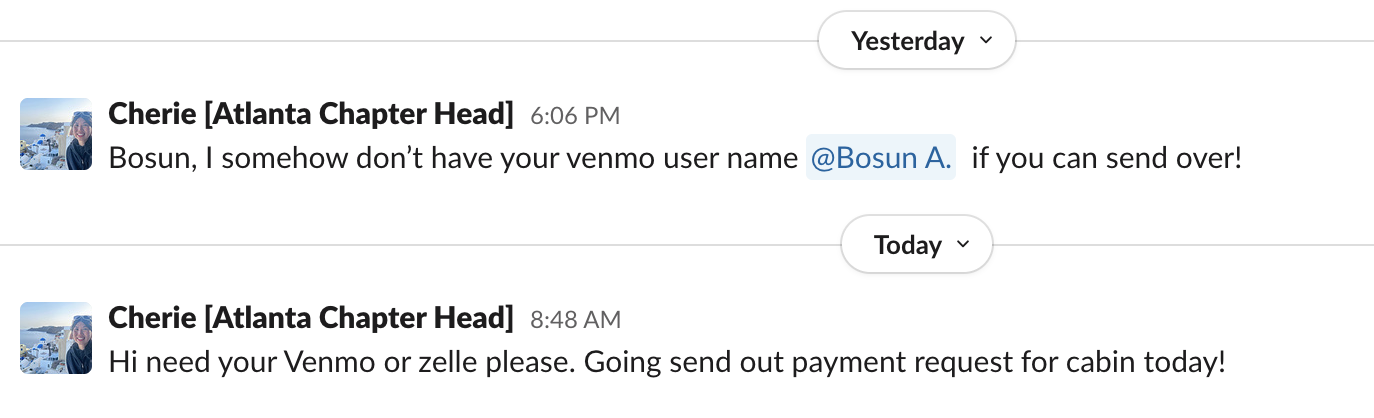 Yesterday
Cherie [Atlanta Chapter Head] 6:06 PM
Bosun, I somehow don’t have your venmo user name @Bosun A. if you can send over!
Today
Cherie [Atlanta Chapter Head] 8:48 AM
Hi need your Venmo or zelle please. Going send out payment request for cabin today!